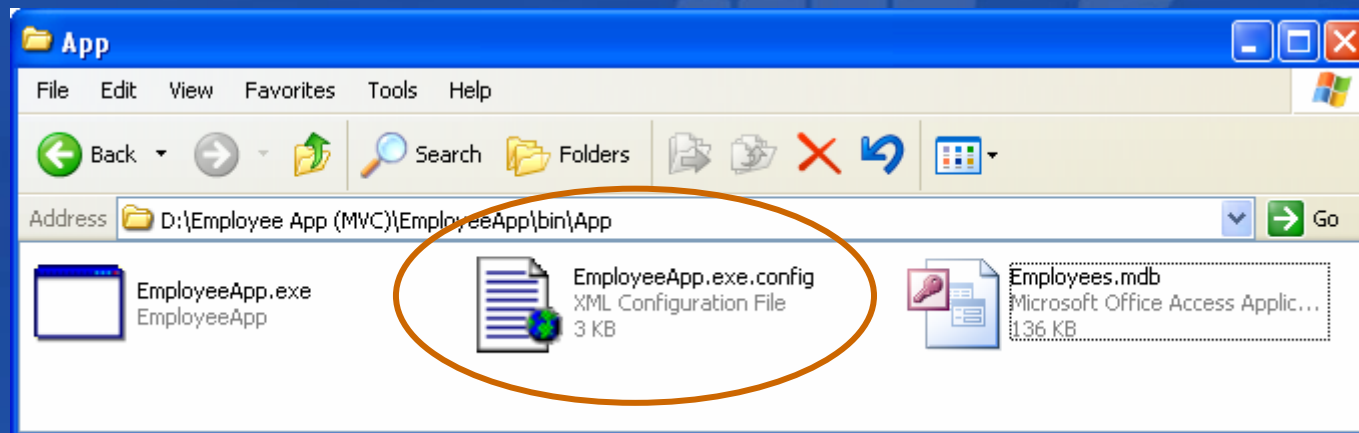 App
File Edit View Favorites Tools Help
Back Search Folders
Address D:\Employee App (MVC)\EmployeeApp\bin\App Go
EmployeeApp.exe
EmployeeApp
EmployeeApp.exe.config
XML Configuration File
3 KB
Employees.mdb
Microsoft Office Access Applic...
136 KB